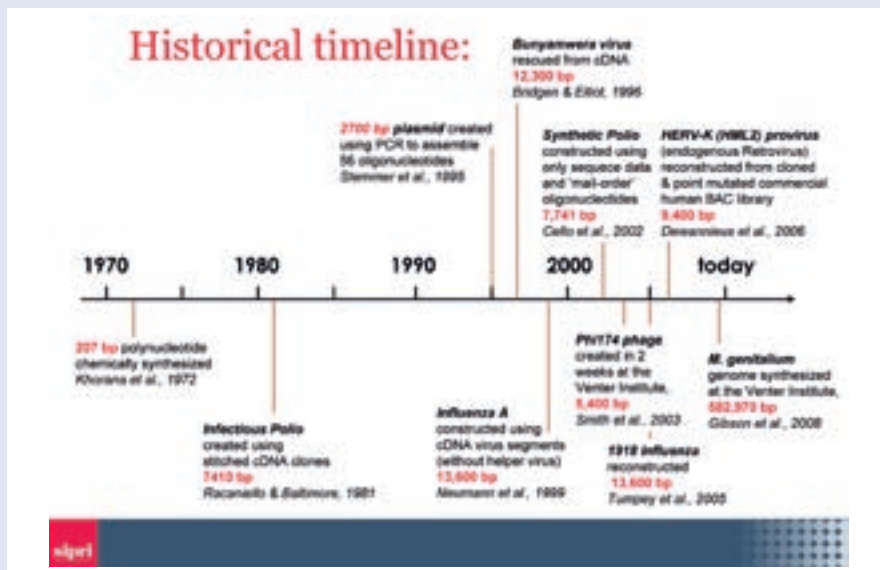 Historical timeline:
Bunyamwera virus
rescued from cDNA
12,300 bp
Bridgen & Elliot, 1996
2700 bp plasmid created
using PCR to assemble
56 oligonucleotides
Stemmer et al., 1995
Synthetic Polio
constructed using
only sequece data
and 'mail-order'
oligonucleotides
7,741 bp
Cello et al., 2002
HERV-K (HML2) provirus
(endogenous Retrovirus)
reconstructed from cloned
& point mutated commercial
human BAC library
9,400 bp
Dewannieux et al., 2006
1970 1980 1990 2000 today
207 bp polynucleotide
chemically synthesized
Khorana et al., 1972
Infectious Polio
created using
stitched cDNA clones
7410 bp
Racaniello & Baltimore, 1981
Influenza A
constructed using
cDNA virus segments
(without helper virus)
13,600 bp
Neumann et al., 1999
Phi174 phage
created in 2
weeks at the
Venter Institute,
5,400 bp
Smith et al., 2003
1918 Influenza
reconstructed
13,600 bp
Tumpey et al., 2005
M. genitalium
genome synthesized
at the Venter Institute,
582,970 bp
Gibson et al., 2008
sipri